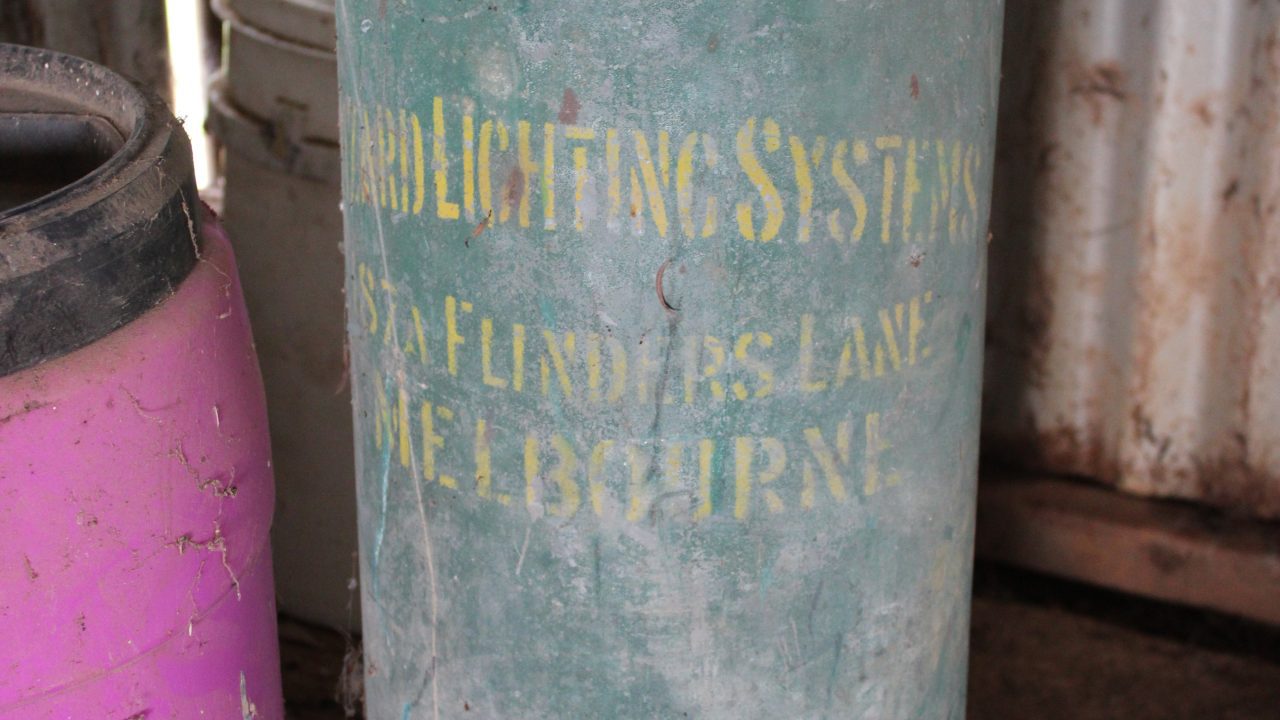 LIGHTING SYSTEMS
FLINDERS LANE
MELBOURNE